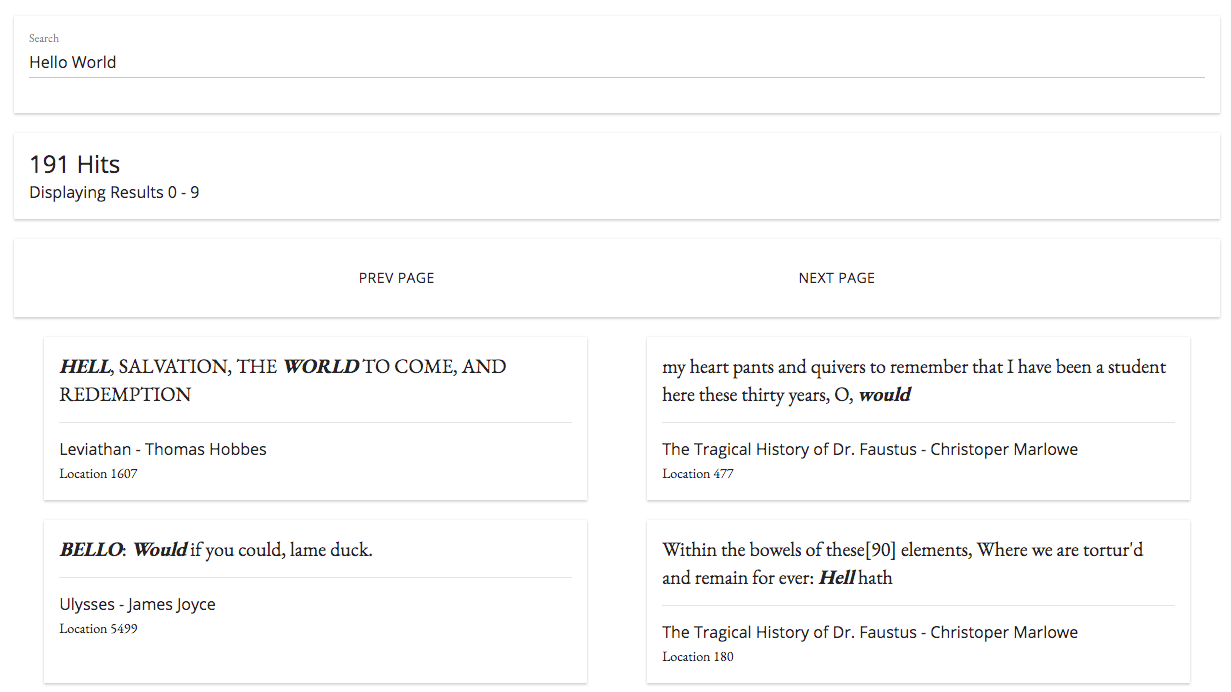 Search
Hello World
191 Hits
Displaying Results 0 - 9
PREV PAGE
NEXT PAGE
HELL, SALVATION, THE WORLD TO COME, AND
REDEMPTION
Leviathan - Thomas Hobbes
Location 1607
my heart pants and quivers to remember that I have been a student
here these thirty years, O, would
The Tragical History of Dr. Faustus - Christoper Marlowe
Location 477
BELLO: Would if you could, lame duck.
Ulysses - James Joyce
Location 5499
Within the bowels of these[90] elements, Where we are tortur'd
and remain for ever: Hell hath
The Tragical History of Dr. Faustus - Christoper Marlowe
Location 180